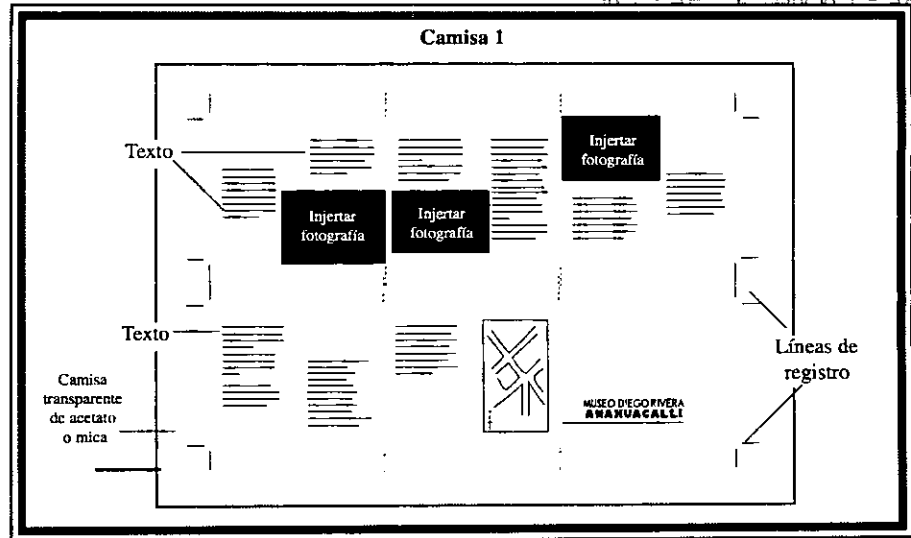 Camisa 1
Texto
Injertar
fotografía
Injertar
fotografía
Injertar
fotografía
Texto
Líneas de
registro
Camisa
transparente
de acetato
o mica
MUSEO DIEGO RIVERA
ANAHUACALLI